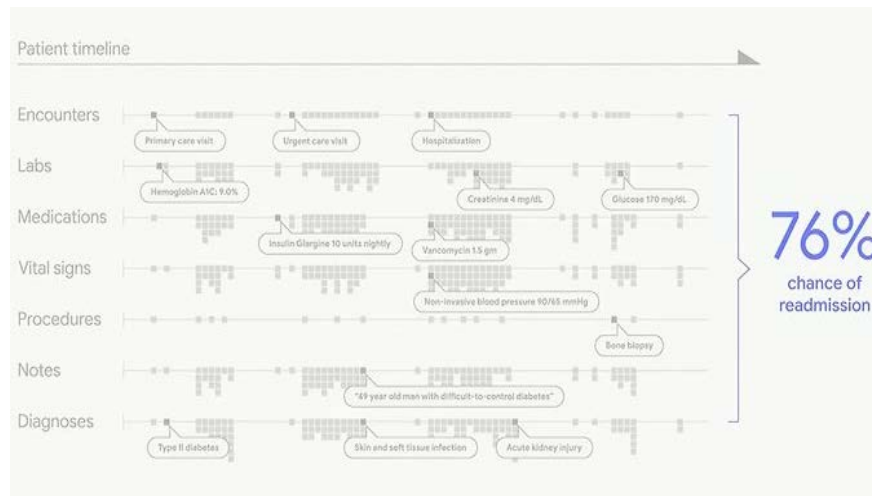 Patient timeline
Encounters
Primary care visit
Urgent care visit
Hospitalization
Labs
Hemoglobin A1C: 9.0%
Creatinine 4 mg/dL
Glucose 170 mg/dL
Medications
Insulin Glargine 10 units nightly
Vancomycin 1.5 gm
Vital signs
Non-invasive blood pressure 90/65 mmHg
Procedures
Bone biopsy
Notes
"49 year old man with difficult-to-control diabetes"
Diagnoses
Type II diabetes
Skin and soft tissue infection
Acute kidney injury
76%
chance of
readmission